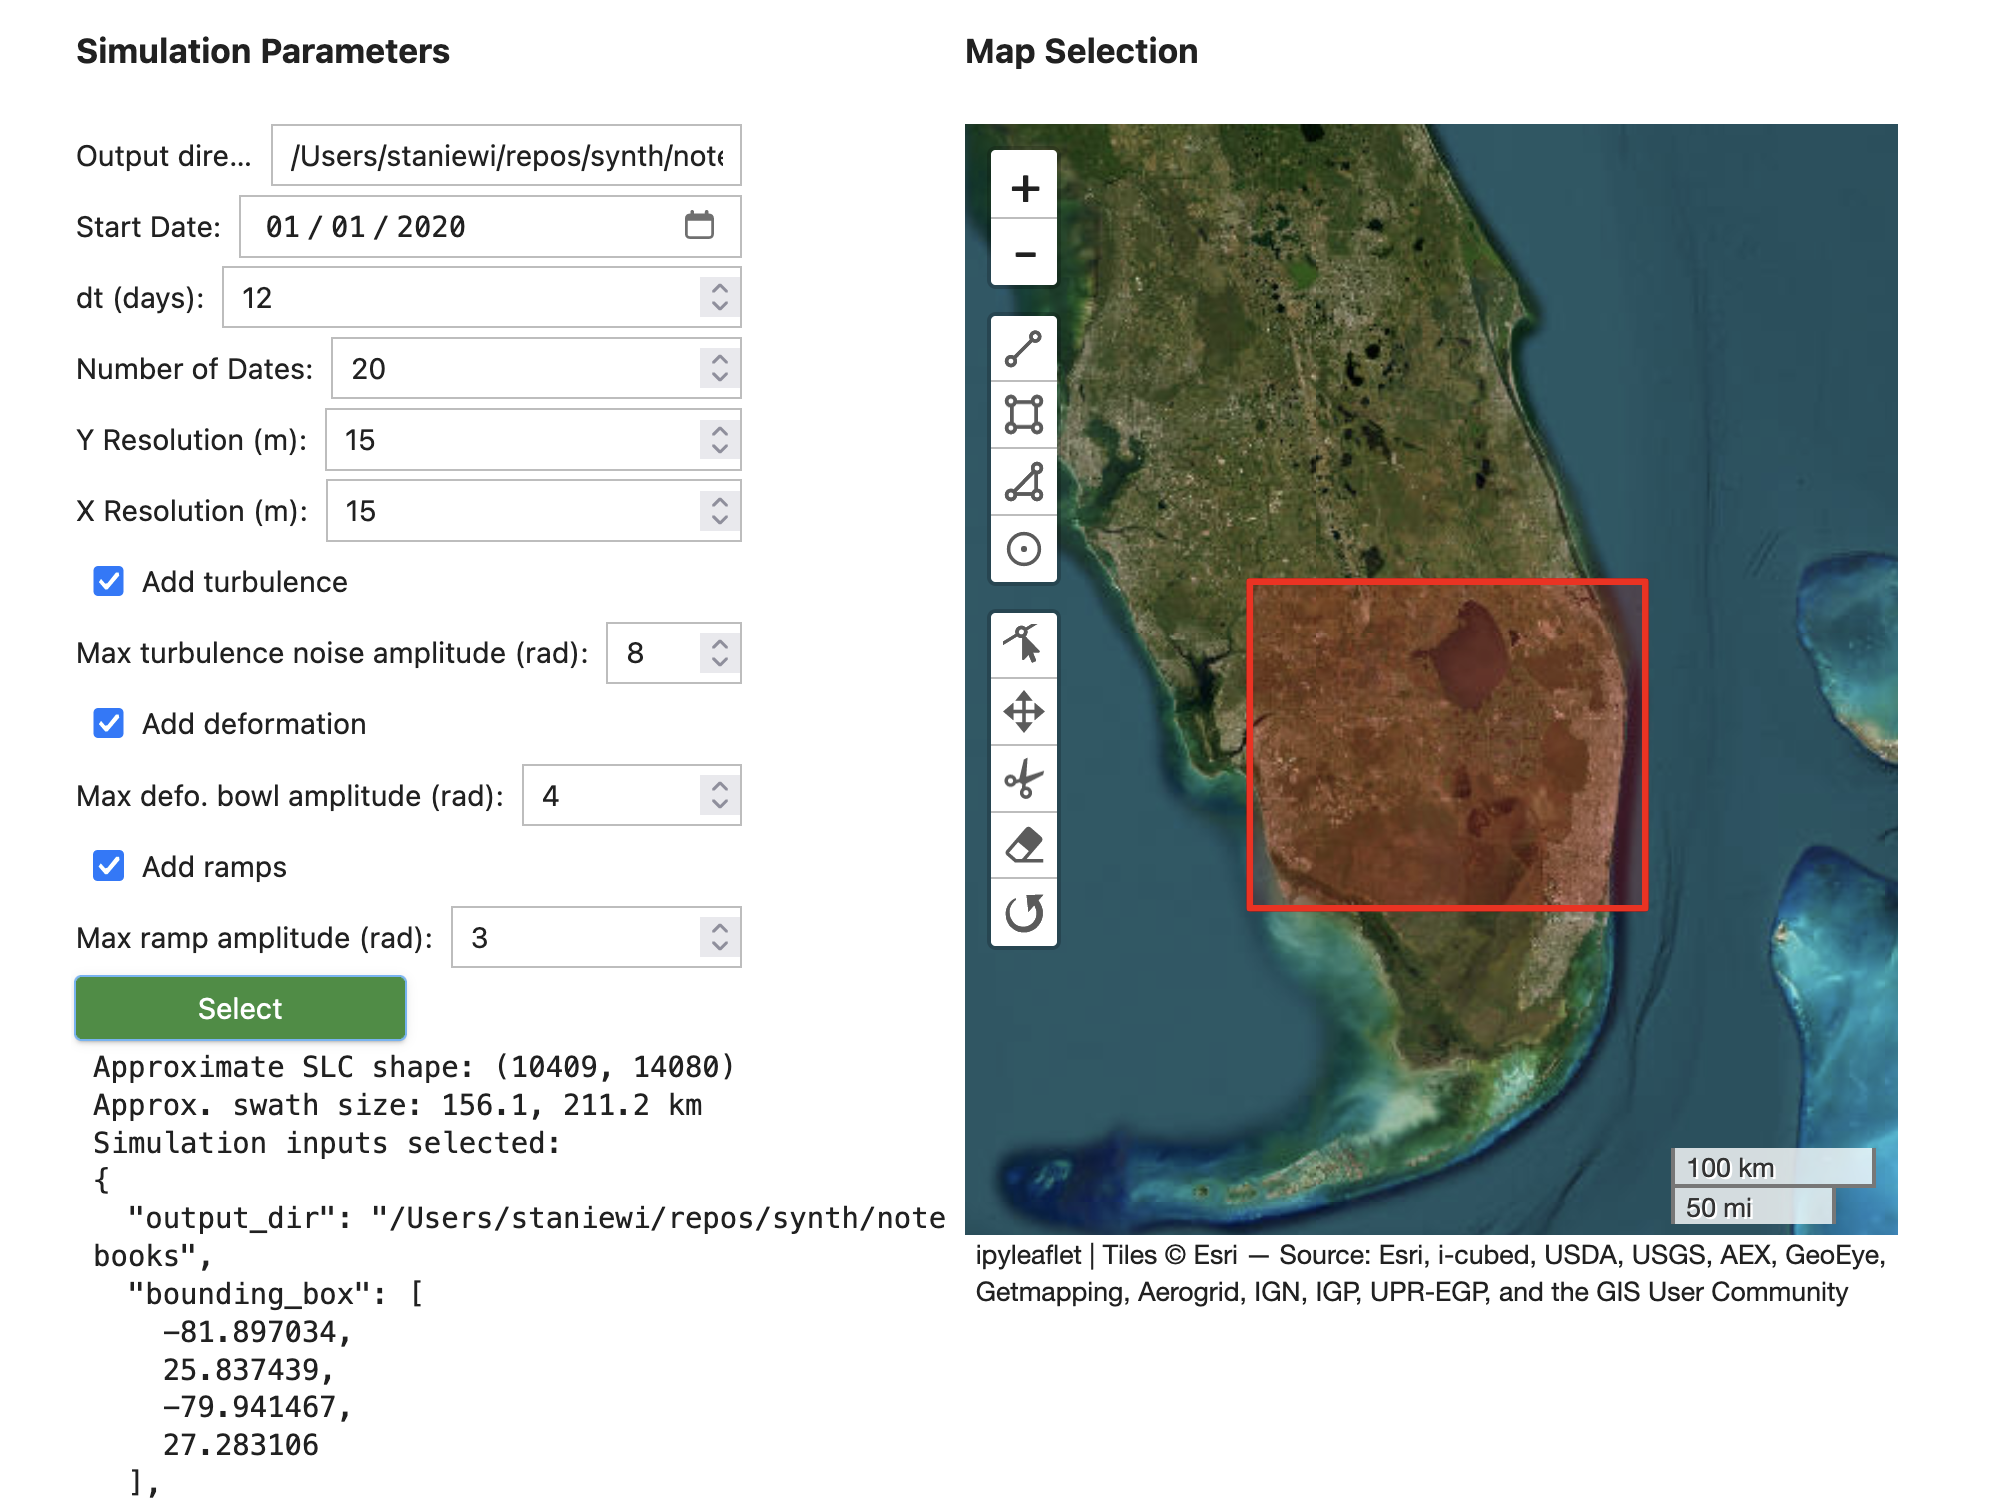 Simulation Parameters
Output dire...
/Users/staniewi/repos/synth/note
Start Date:
01/01/2020
dt (days):
12
Number of Dates:
20
Y Resolution (m):
15
X Resolution (m):
15
Add turbulence
Max turbulence noise amplitude (rad):
8
Add deformation
Max defo. bowl amplitude (rad):
4
Add ramps
Max ramp amplitude (rad):
3
Select
Approximate SLC shape: (10409, 14080)
Approx. swath size: 156.1, 211.2 km
Simulation inputs selected:
{
"output_dir": "/Users/staniewi/repos/synth/note
books",
"bounding_box": [
-81.897034,
25.837439,
-79.941467,
27.283106
],
Map Selection
+
−
100 km
50 mi
ipyleaflet | Tiles © Esri — Source: Esri, i-cubed, USDA, USGS, AEX, GeoEye,
Getmapping, Aerogrid, IGN, IGP, UPR-EGP, and the GIS User Community